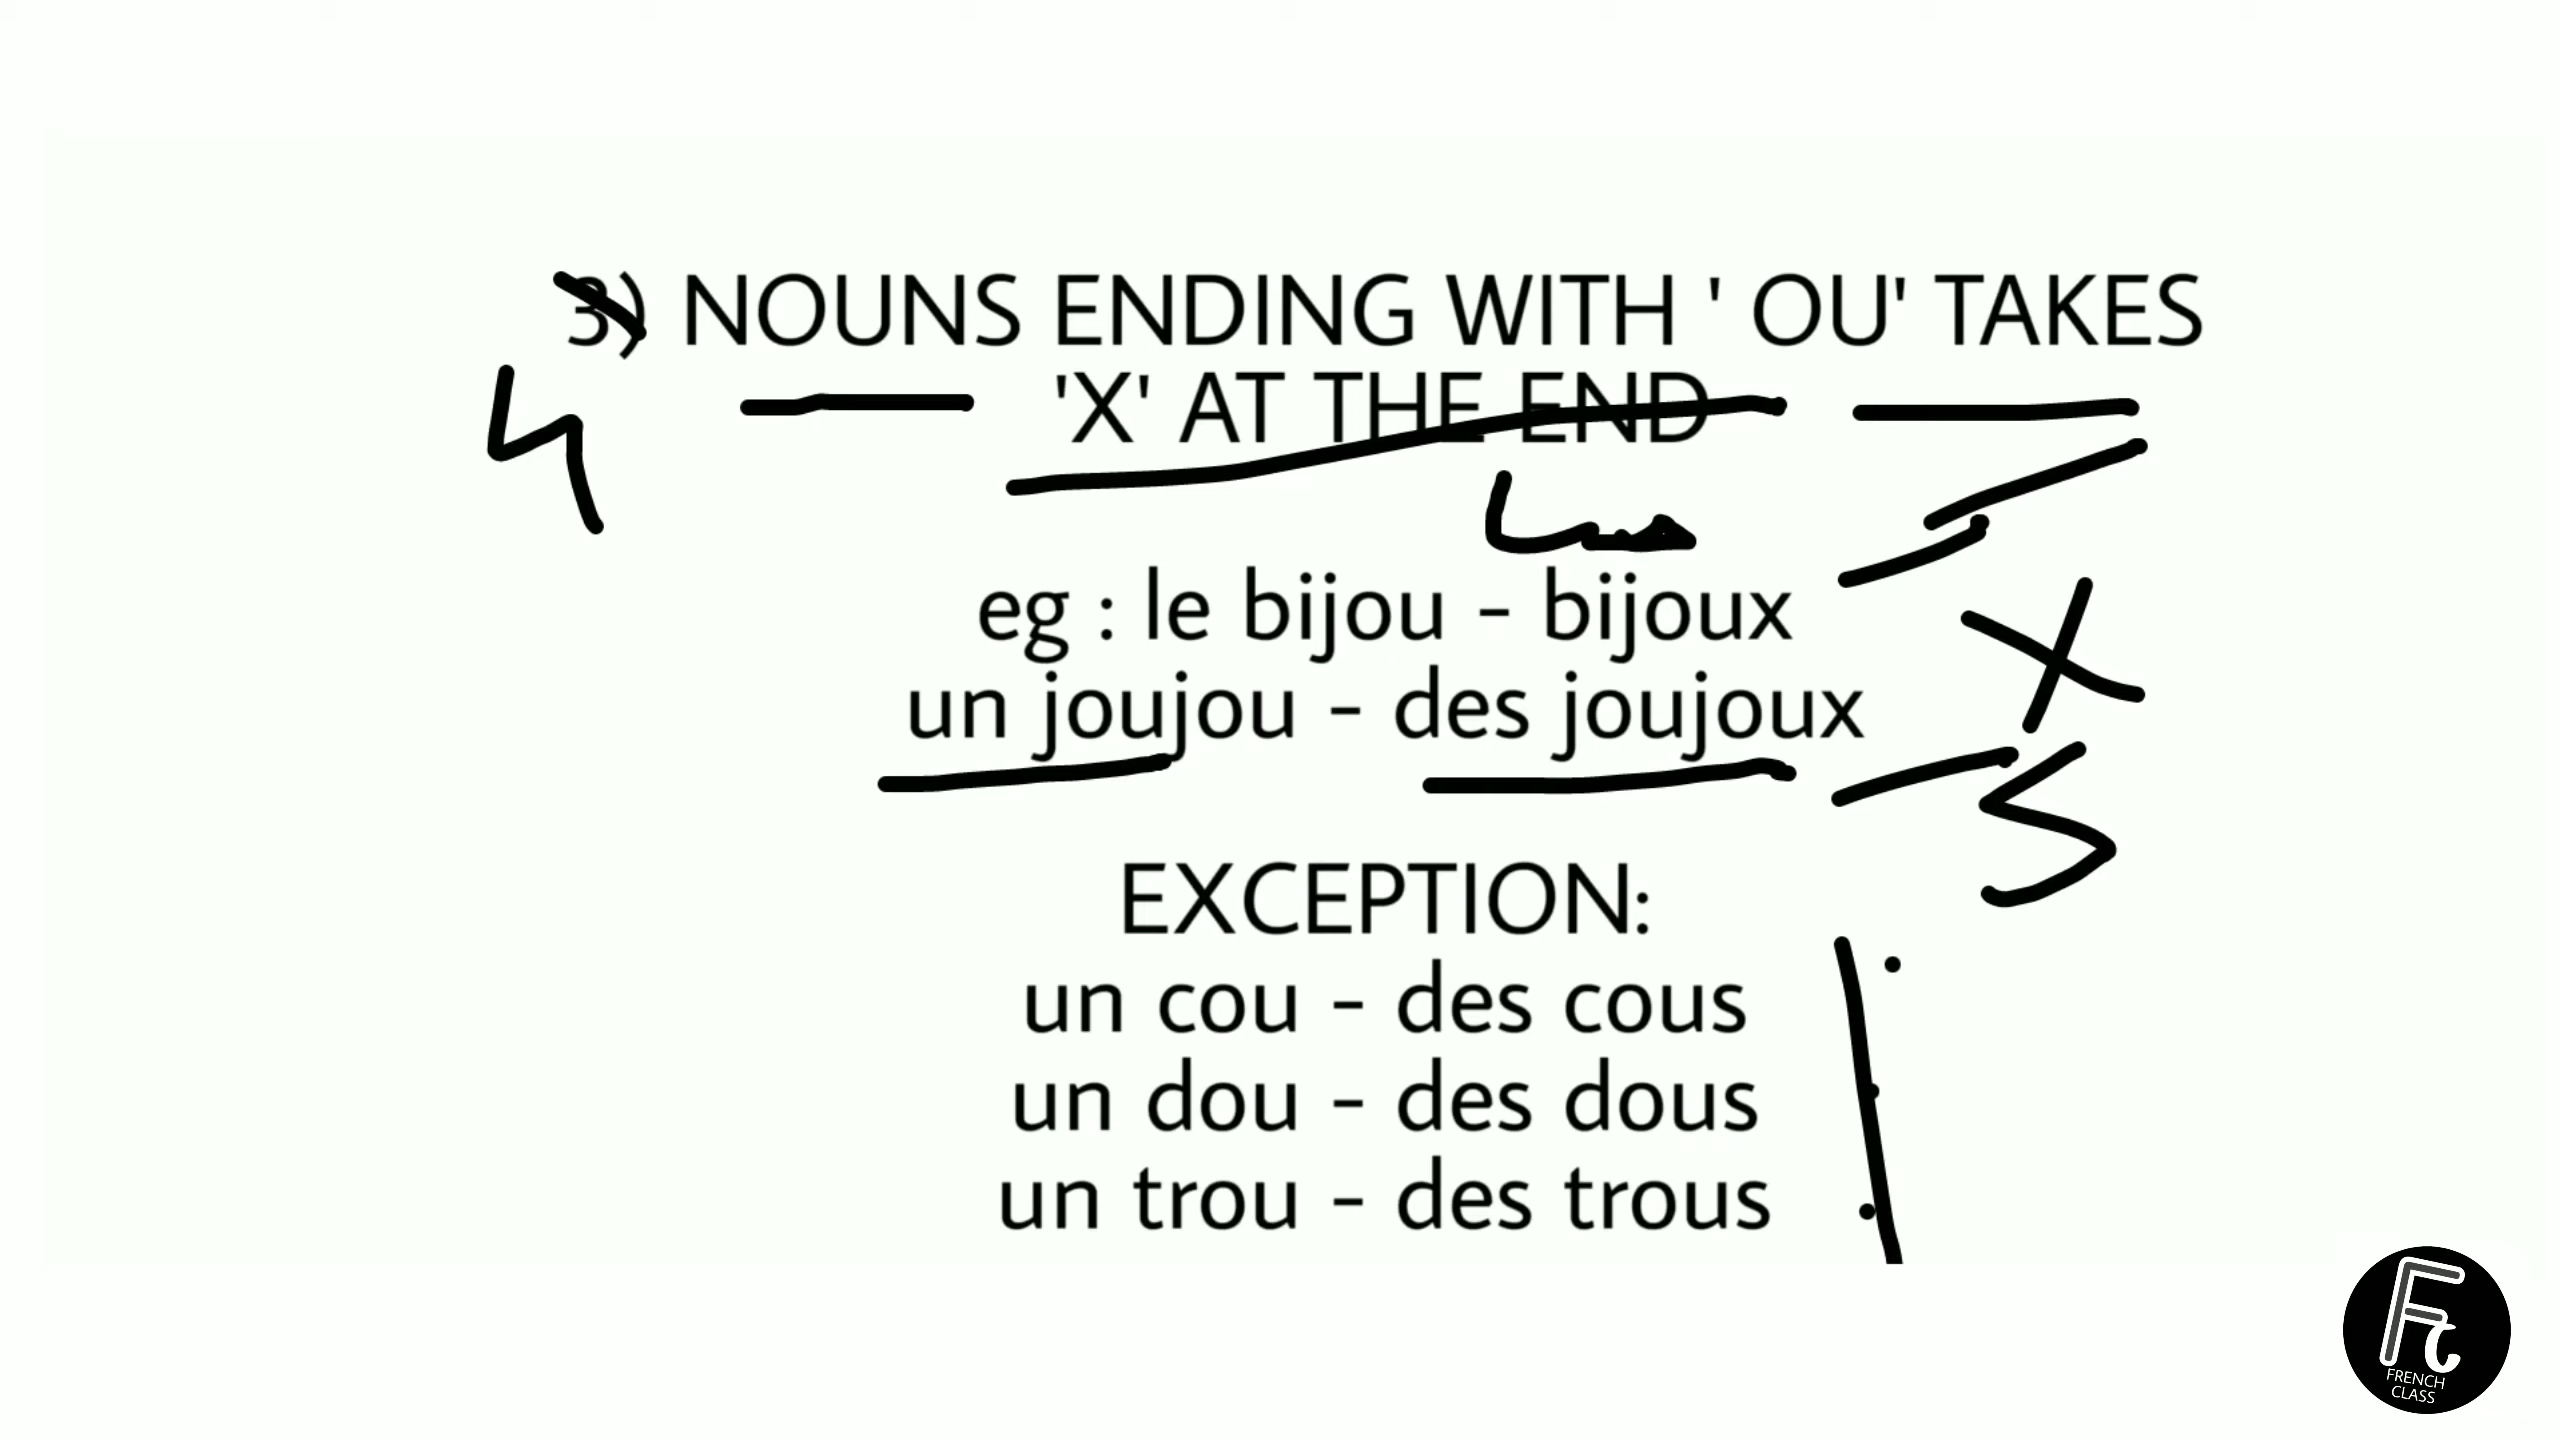 3) NOUNS ENDING WITH ' OU' TAKES
'X' AT THE END
4
eg : le bijou - bijoux
un joujou - des joujoux
X
S
EXCEPTION:
un cou - des cous
un dou - des dous
un trou - des trous
FC
FRENCH
CLASS